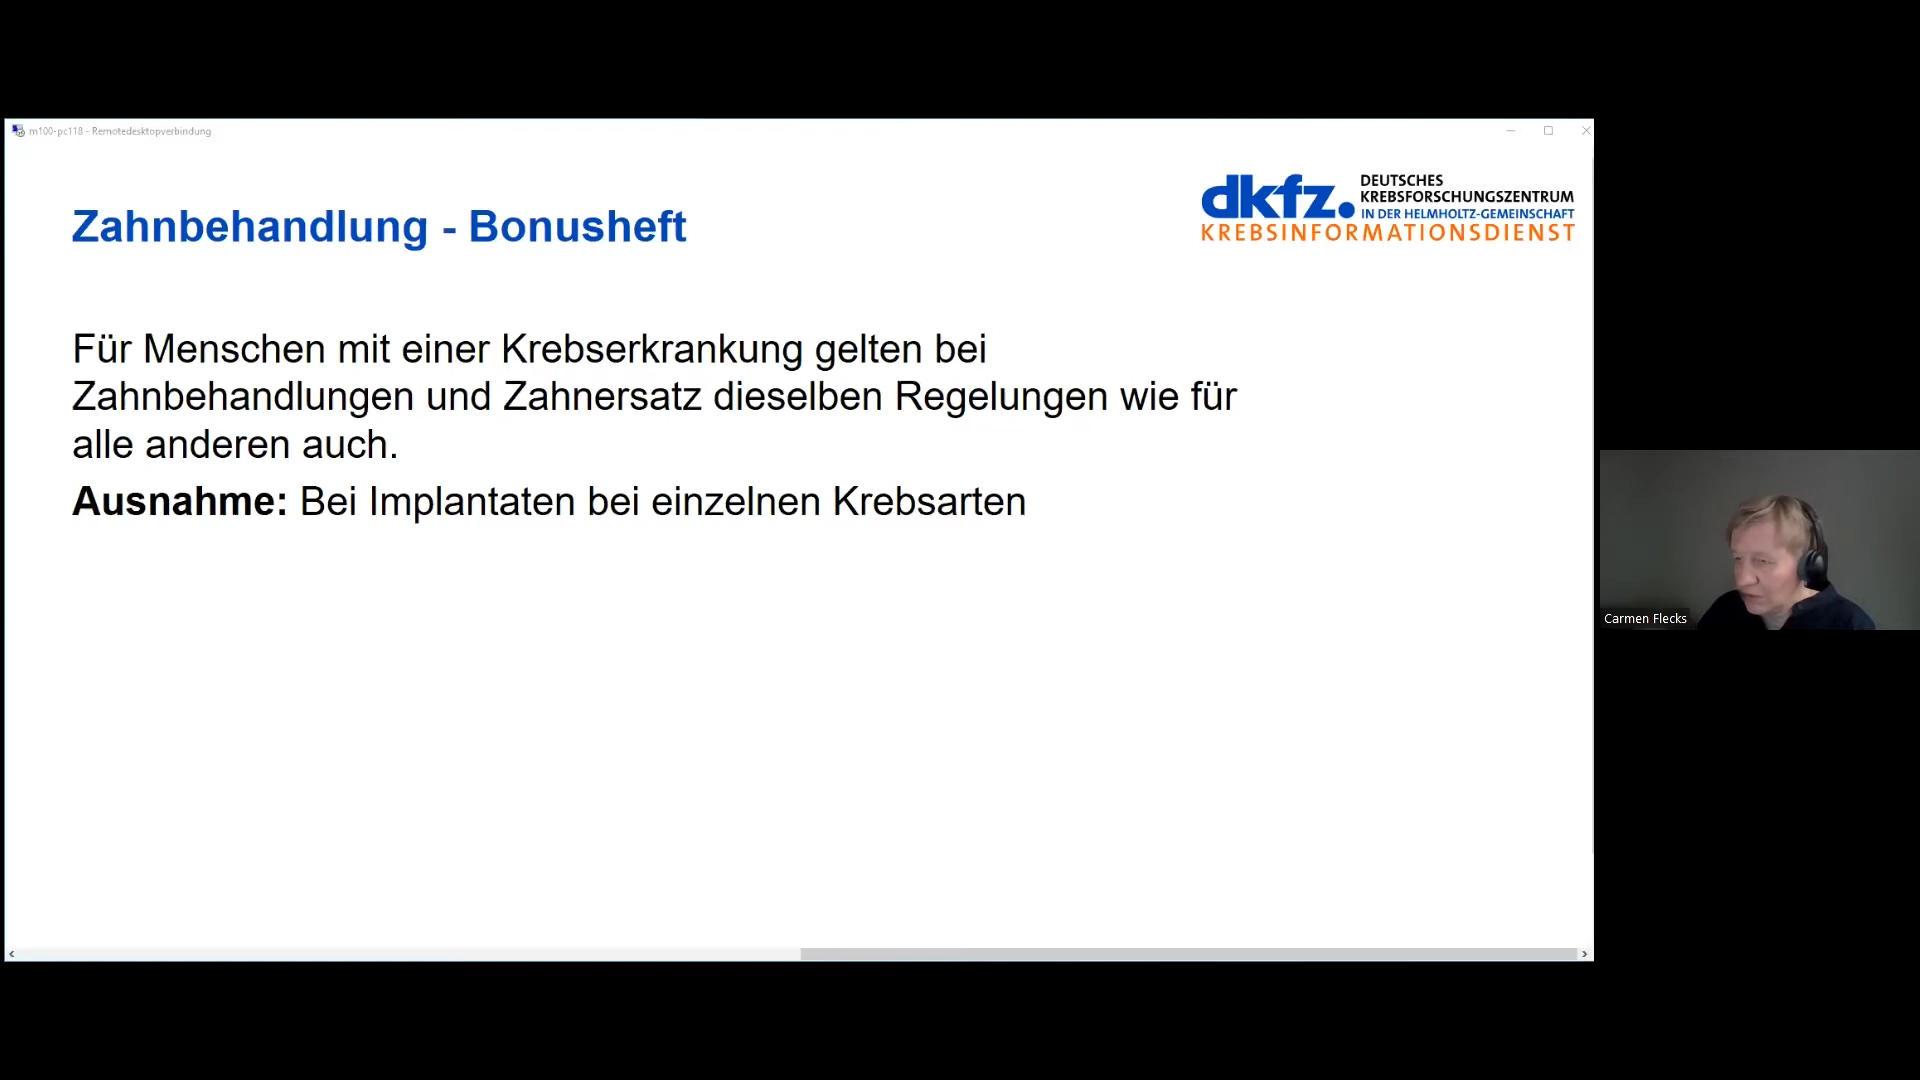 m100-pc118 - Remotedesktopverbindung
Zahnbehandlung - Bonusheft
dkfz.
DEUTSCHES
KREBSFORSCHUNGSZENTRUM
IN DER HELMHOLTZ-GEMEINSCHAFT
KREBSINFORMATIONSDIENST
Für Menschen mit einer Krebserkrankung gelten bei
Zahnbehandlungen und Zahnersatz dieselben Regelungen wie für
alle anderen auch.
Ausnahme: Bei Implantaten bei einzelnen Krebsarten
Carmen Flecks